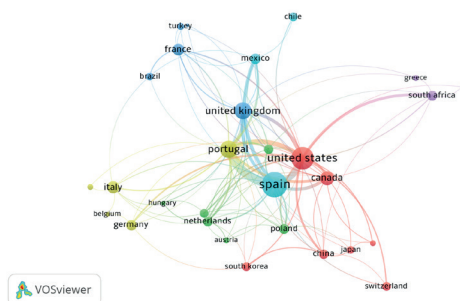 chile
turkey
france
mexico
brazil
greece
south africa
united kingdom
portugal
united states
spain
canada
italy
hungary
belgium
netherlands
germany
poland
austria
japan
china
south korea
switzerland
VOSviewer